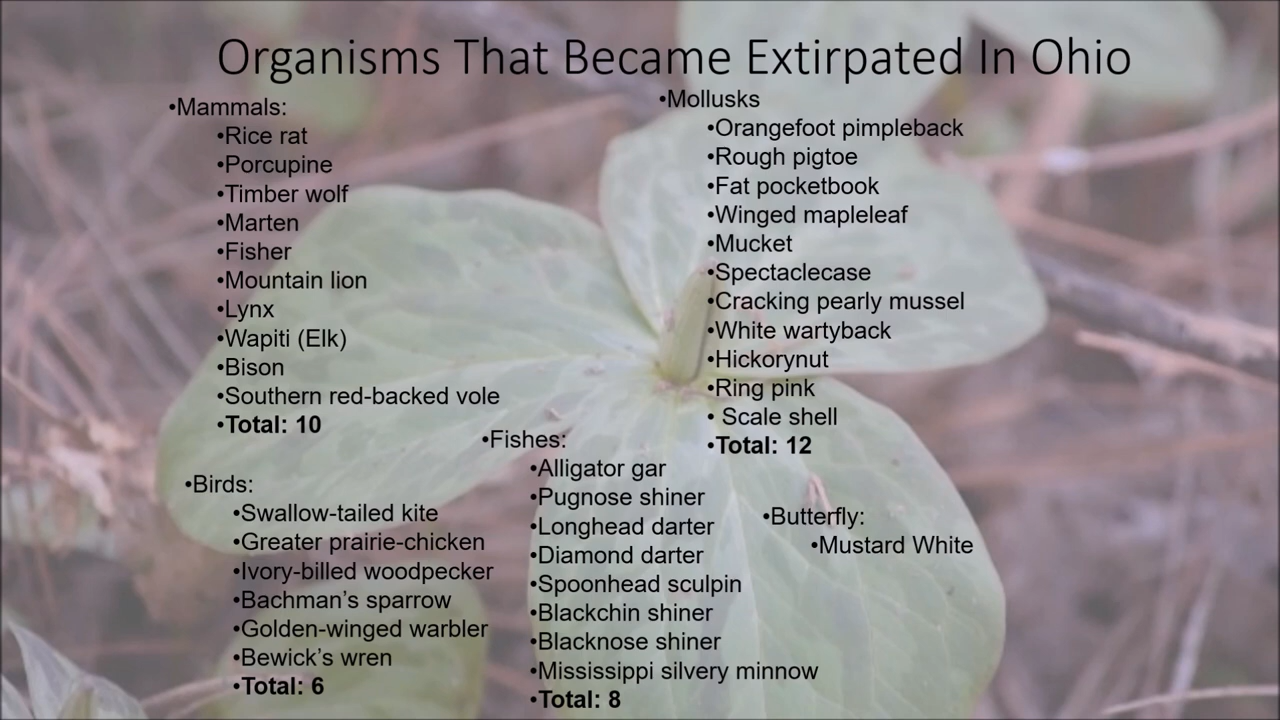 Organisms That Became Extirpated In Ohio
•Mammals:
•Rice rat
•Porcupine
•Timber wolf
•Marten
•Fisher
•Mountain lion
•Lynx
•Wapiti (Elk)
•Bison
•Southern red-backed vole
•Total: 10
•Birds:
•Swallow-tailed kite
•Greater prairie-chicken
•Ivory-billed woodpecker
•Bachman’s sparrow
•Golden-winged warbler
•Bewick’s wren
•Total: 6
•Fishes:
•Alligator gar
•Pugnose shiner
•Longhead darter
•Diamond darter
•Spoonhead sculpin
•Blackchin shiner
•Blacknose shiner
•Mississippi silvery minnow
•Total: 8
•Mollusks
•Orangefoot pimpleback
•Rough pigtoe
•Fat pocketbook
•Winged mapleleaf
•Mucket
•Spectaclecase
•Cracking pearly mussel
•White wartyback
•Hickorynut
•Ring pink
• Scale shell
•Total: 12
•Butterfly:
•Mustard White